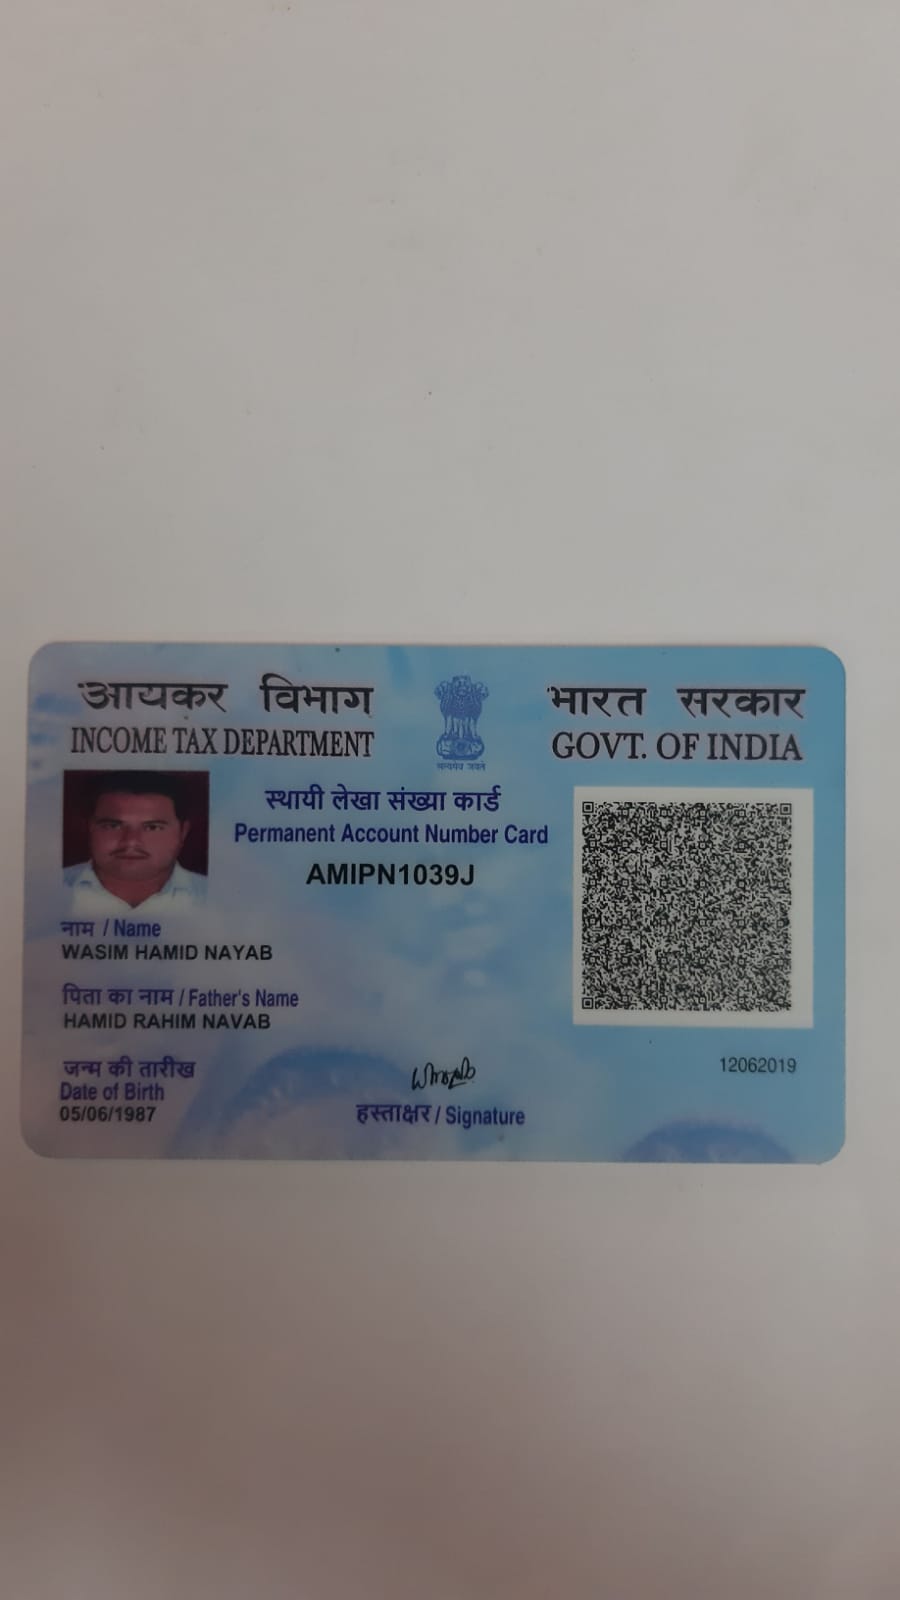 आयकर विभाग
INCOME TAX DEPARTMENT
सत्यमेव जयते
भारत सरकार
GOVT. OF INDIA
स्थायी लेखा संख्या कार्ड
Permanent Account Number Card
AMIPN1039J
नाम / Name
WASIM HAMID NAYAB
पिता का नाम / Father's Name
HAMID RAHIM NAVAB
जन्म की तारीख
Date of Birth
05/06/1987
हस्ताक्षर / Signature
12062019